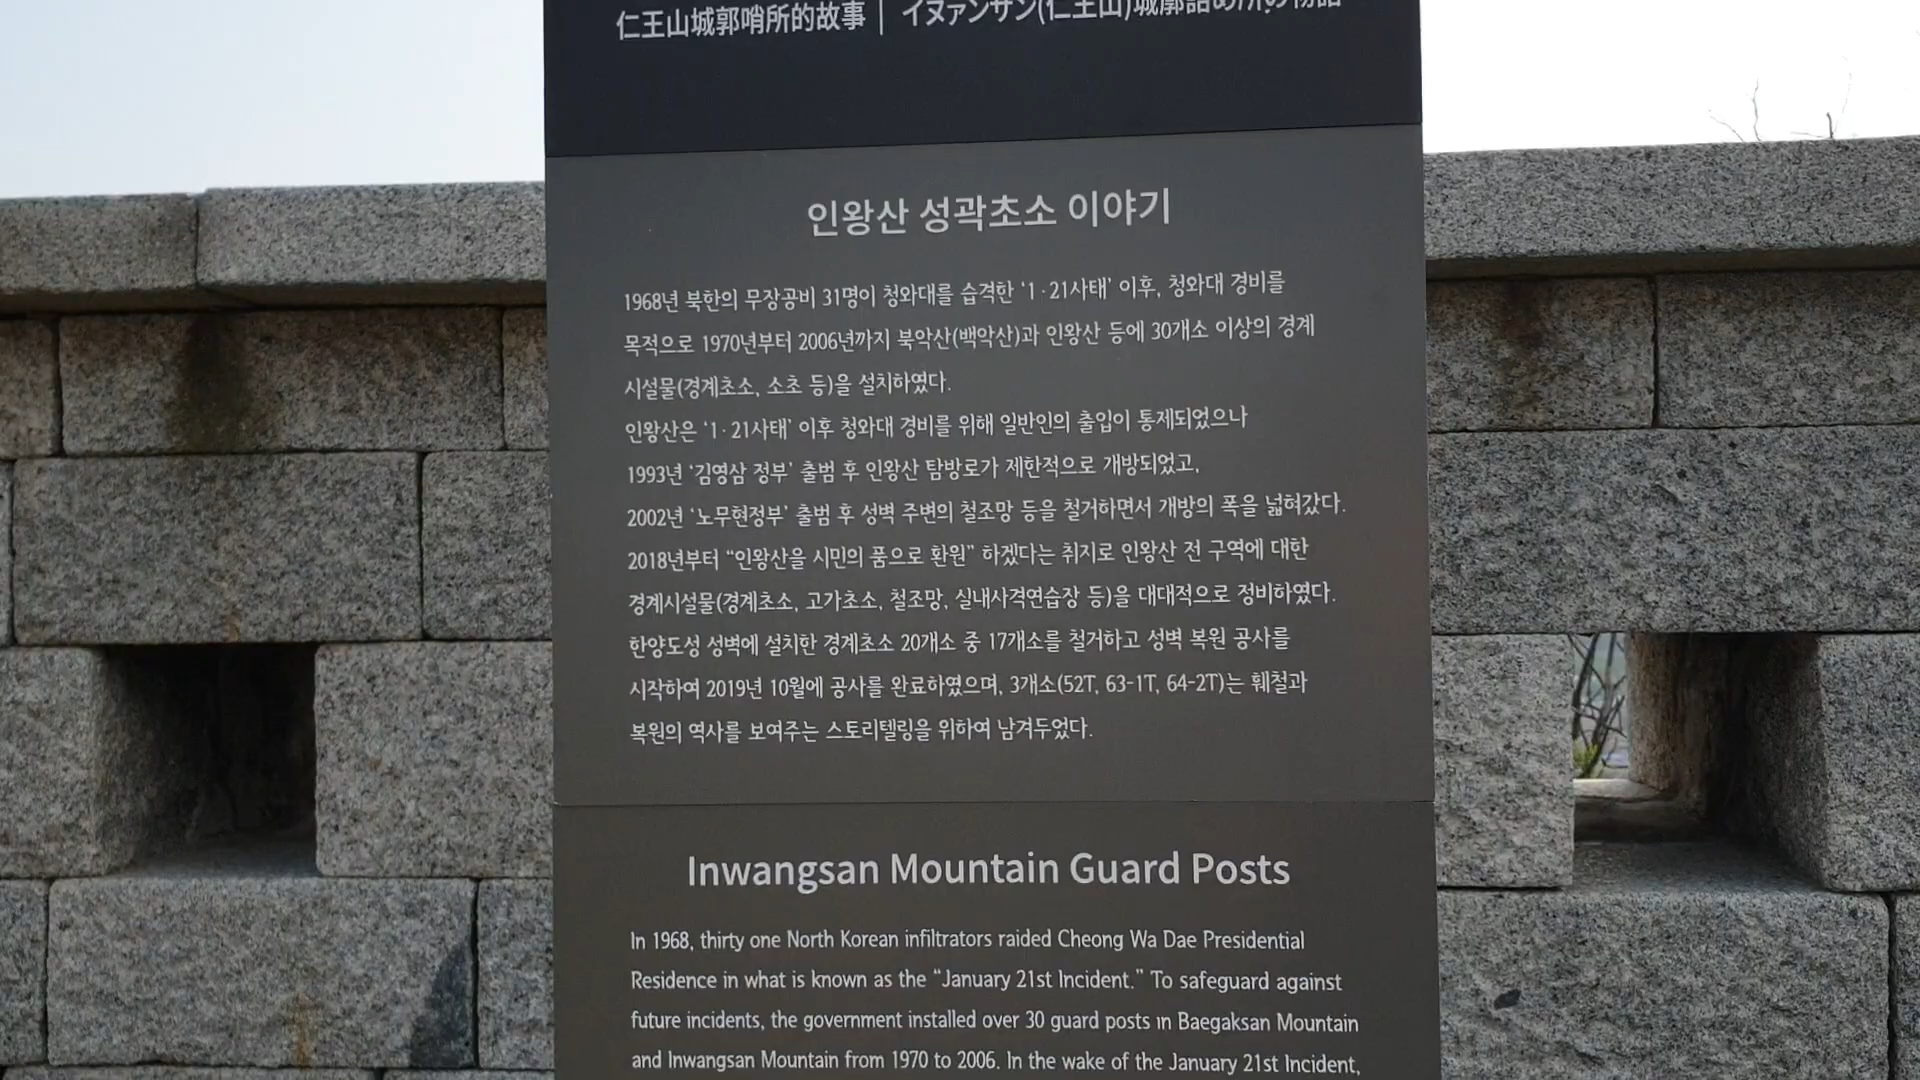 仁王山城郭哨所的故事 | イヌァンサン(仁王山)城廓詰め所の物語
인왕산 성곽초소 이야기
1968년 북한의 무장공비 31명이 청와대를 습격한 ‘1·21사태’ 이후, 청와대 경비를
목적으로 1970년부터 2006년까지 북악산(백악산)과 인왕산 등에 30개소 이상의 경계
시설물(경계초소, 소초 등)을 설치하였다.
인왕산은 ‘1·21사태’ 이후 청와대 경비를 위해 일반인의 출입이 통제되었으나
1993년 ‘김영삼 정부’ 출범 후 인왕산 탐방로가 제한적으로 개방되었고,
2002년 ‘노무현정부’ 출범 후 성벽 주변의 철조망 등을 철거하면서 개방의 폭을 넓혀갔다.
2018년부터 “인왕산을 시민의 품으로 환원” 하겠다는 취지로 인왕산 전 구역에 대한
경계시설물(경계초소, 고가초소, 철조망, 실내사격연습장 등)을 대대적으로 정비하였다.
한양도성 성벽에 설치한 경계초소 20개소 중 17개소를 철거하고 성벽 복원 공사를
시작하여 2019년 10월에 공사를 완료하였으며, 3개소(52T, 63-1T, 64-2T)는 훼철과
복원의 역사를 보여주는 스토리텔링을 위하여 남겨두었다.
Inwangsan Mountain Guard Posts
In 1968, thirty one North Korean infiltrators raided Cheong Wa Dae Presidential
Residence in what is known as the “January 21st Incident.” To safeguard against
future incidents, the government installed over 30 guard posts in Baegaksan Mountain
and Inwangsan Mountain from 1970 to 2006. In the wake of the January 21st Incident,